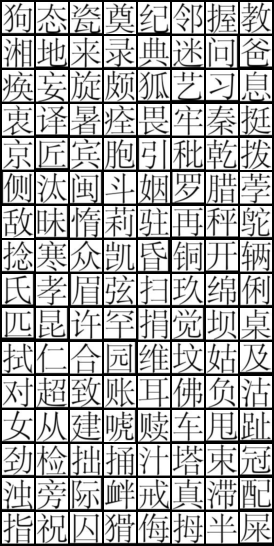 狗态瓷奠纪邻握教
湘地来录典迷问爸
痪妄旋颇狐艺习息
衷译暑痊畏牢秦挺
京匠宾胞引秕乾拨
侧汰闽斗姻罗腊荸
敌昧惰莉驻再秤鸵
捻寒众凯昏铜开辆
氏孝眉弦扫玖绵俐
匹昆许罕捐觉坝桌
拭仁合园维坟姑及
对超致账耳佛负沽
女从建唬赎车甩趾
劲检拙捅汁塔束冠
浊旁际衅戒真滞配
指祝囚猾侮拇半屎